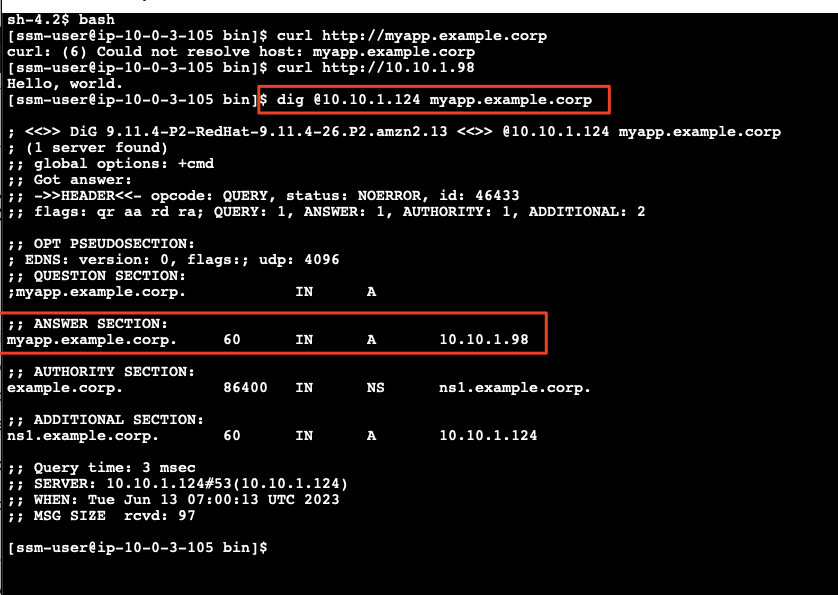 sh-4.2$ bash
[ssm-user@ip-10-0-3-105 bin]$ curl http://myapp.example.corp
curl: (6) Could not resolve host: myapp.example.corp
[ssm-user@ip-10-0-3-105 bin]$ curl http://10.10.1.98
Hello, world.
[ssm-user@ip-10-0-3-105 bin]$ dig @10.10.1.124 myapp.example.corp
; <<>> DiG 9.11.4-P2-RedHat-9.11.4-26.P2.amzn2.13 <<>> @10.10.1.124 myapp.example.corp
; (1 server found)
;; global options: +cmd
;; Got answer:
;; ->>HEADER<<- opcode: QUERY, status: NOERROR, id: 46433
;; flags: qr aa rd ra; QUERY: 1, ANSWER: 1, AUTHORITY: 1, ADDITIONAL: 2
;; OPT PSEUDOSECTION:
; EDNS: version: 0, flags:; udp: 4096
;; QUESTION SECTION:
;myapp.example.corp. IN A
;; ANSWER SECTION:
myapp.example.corp. 60 IN A 10.10.1.98
;; AUTHORITY SECTION:
example.corp. 86400 IN NS ns1.example.corp.
;; ADDITIONAL SECTION:
ns1.example.corp. 60 IN A 10.10.1.124
;; Query time: 3 msec
;; SERVER: 10.10.1.124#53(10.10.1.124)
;; WHEN: Tue Jun 13 07:00:13 UTC 2023
;; MSG SIZE rcvd: 97
[ssm-user@ip-10-0-3-105 bin]$